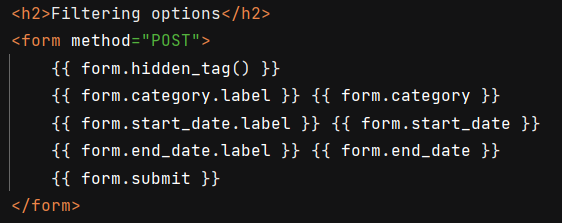 <h2>Filtering options</h2>
<form method="POST">
    {{ form.hidden_tag() }}
    {{ form.category.label }} {{ form.category }}
    {{ form.start_date.label }} {{ form.start_date }}
    {{ form.end_date.label }} {{ form.end_date }}
    {{ form.submit }}
</form>